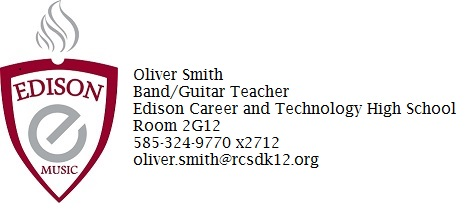 EDISON
e
MUSIC
Oliver Smith
Band/Guitar Teacher
Edison Career and Technology High School
Room 2G12
585-324-9770 x2712
oliver.smith@rcsdk12.org